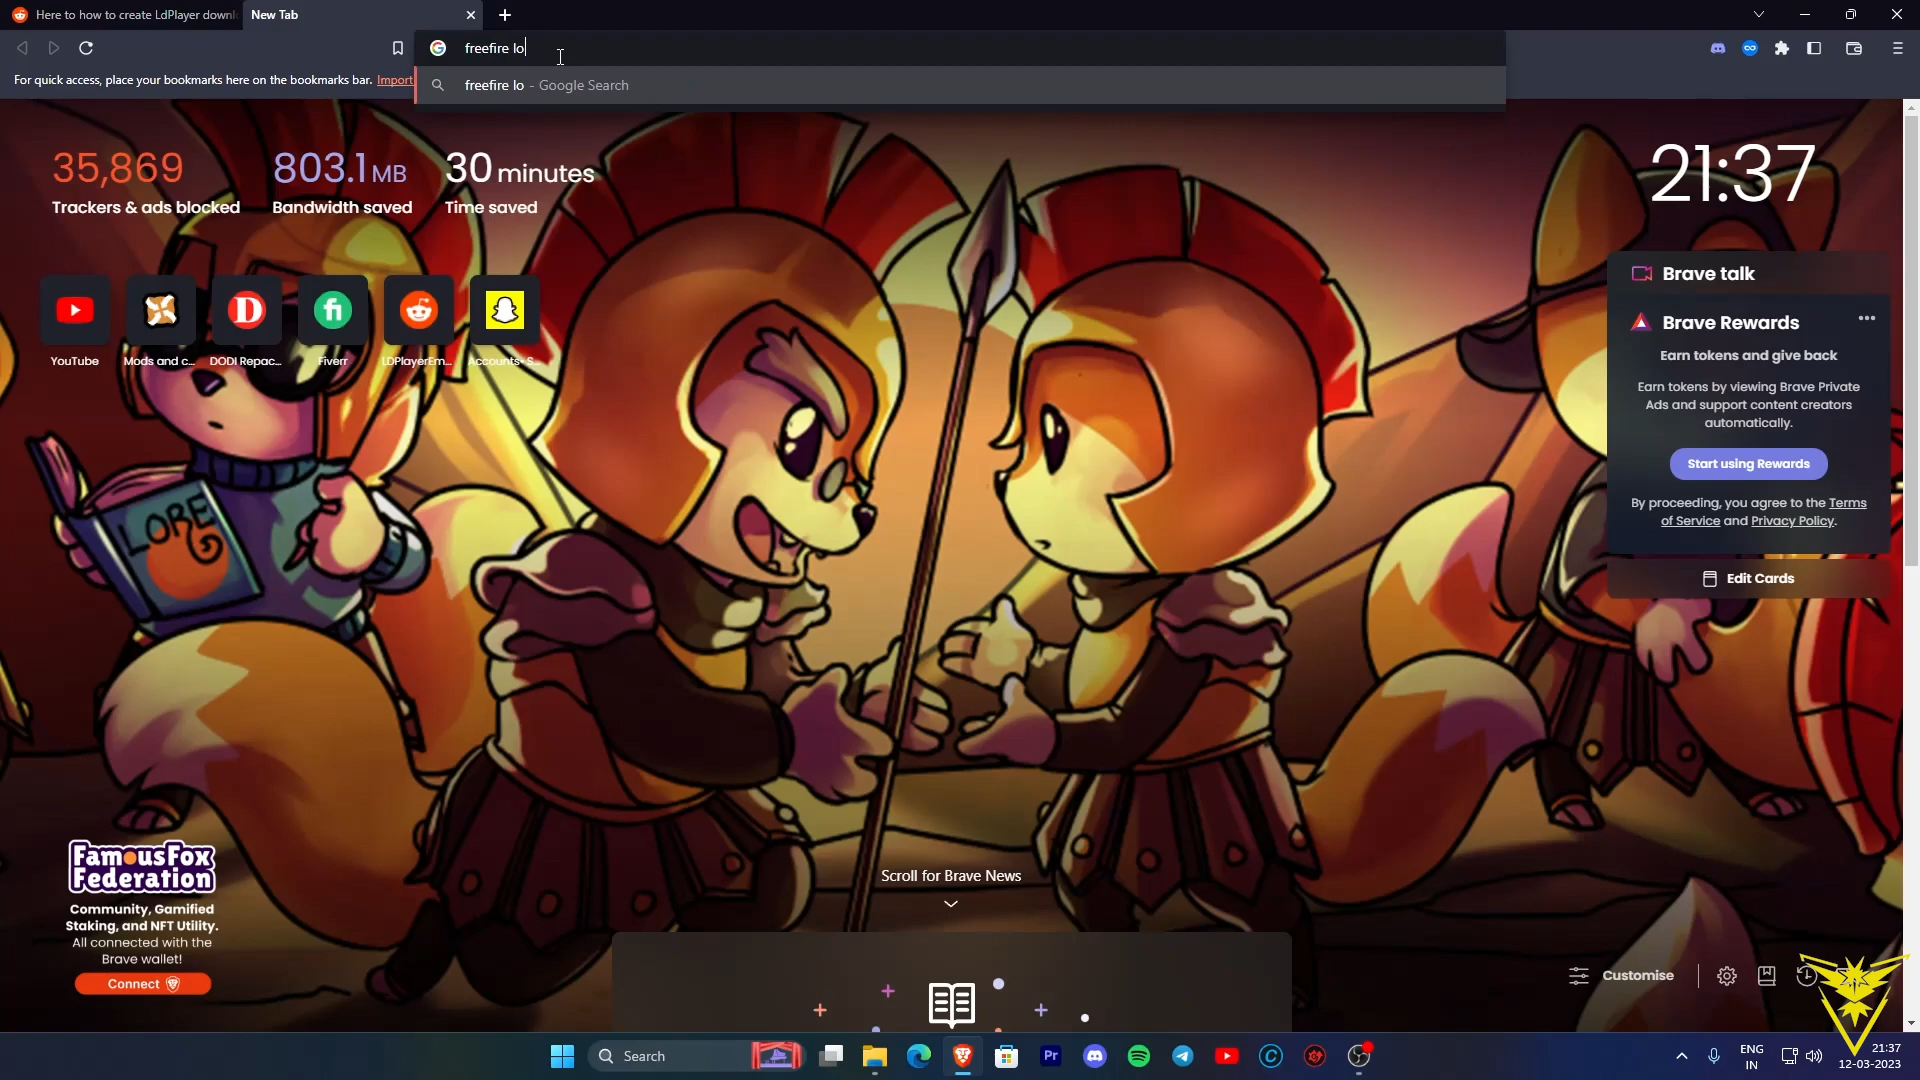 Here to how to create LdPlayer downl
New Tab
freefire lo
freefire lo - Google Search
For quick access, place your bookmarks here on the bookmarks bar. Import
35,869
Trackers & ads blocked
803.1 MB
Bandwidth saved
30 minutes
Time saved
21:37
YouTube
Mods and c...
DODI Repac...
Fiverr
LDPlayerEm...
Accounts • S...
Brave talk
Brave Rewards
Earn tokens and give back
Earn tokens by viewing Brave Private
Ads and support content creators
automatically.
Start using Rewards
By proceeding, you agree to the Terms
of Service and Privacy Policy.
Edit Cards
LORE
FamousFox
Federation
Community, Gamified
Staking, and NFT Utility.
All connected with the
Brave wallet!
Connect
Scroll for Brave News
Customise
Search
Pr
ENG
IN
21:37
12-03-2023